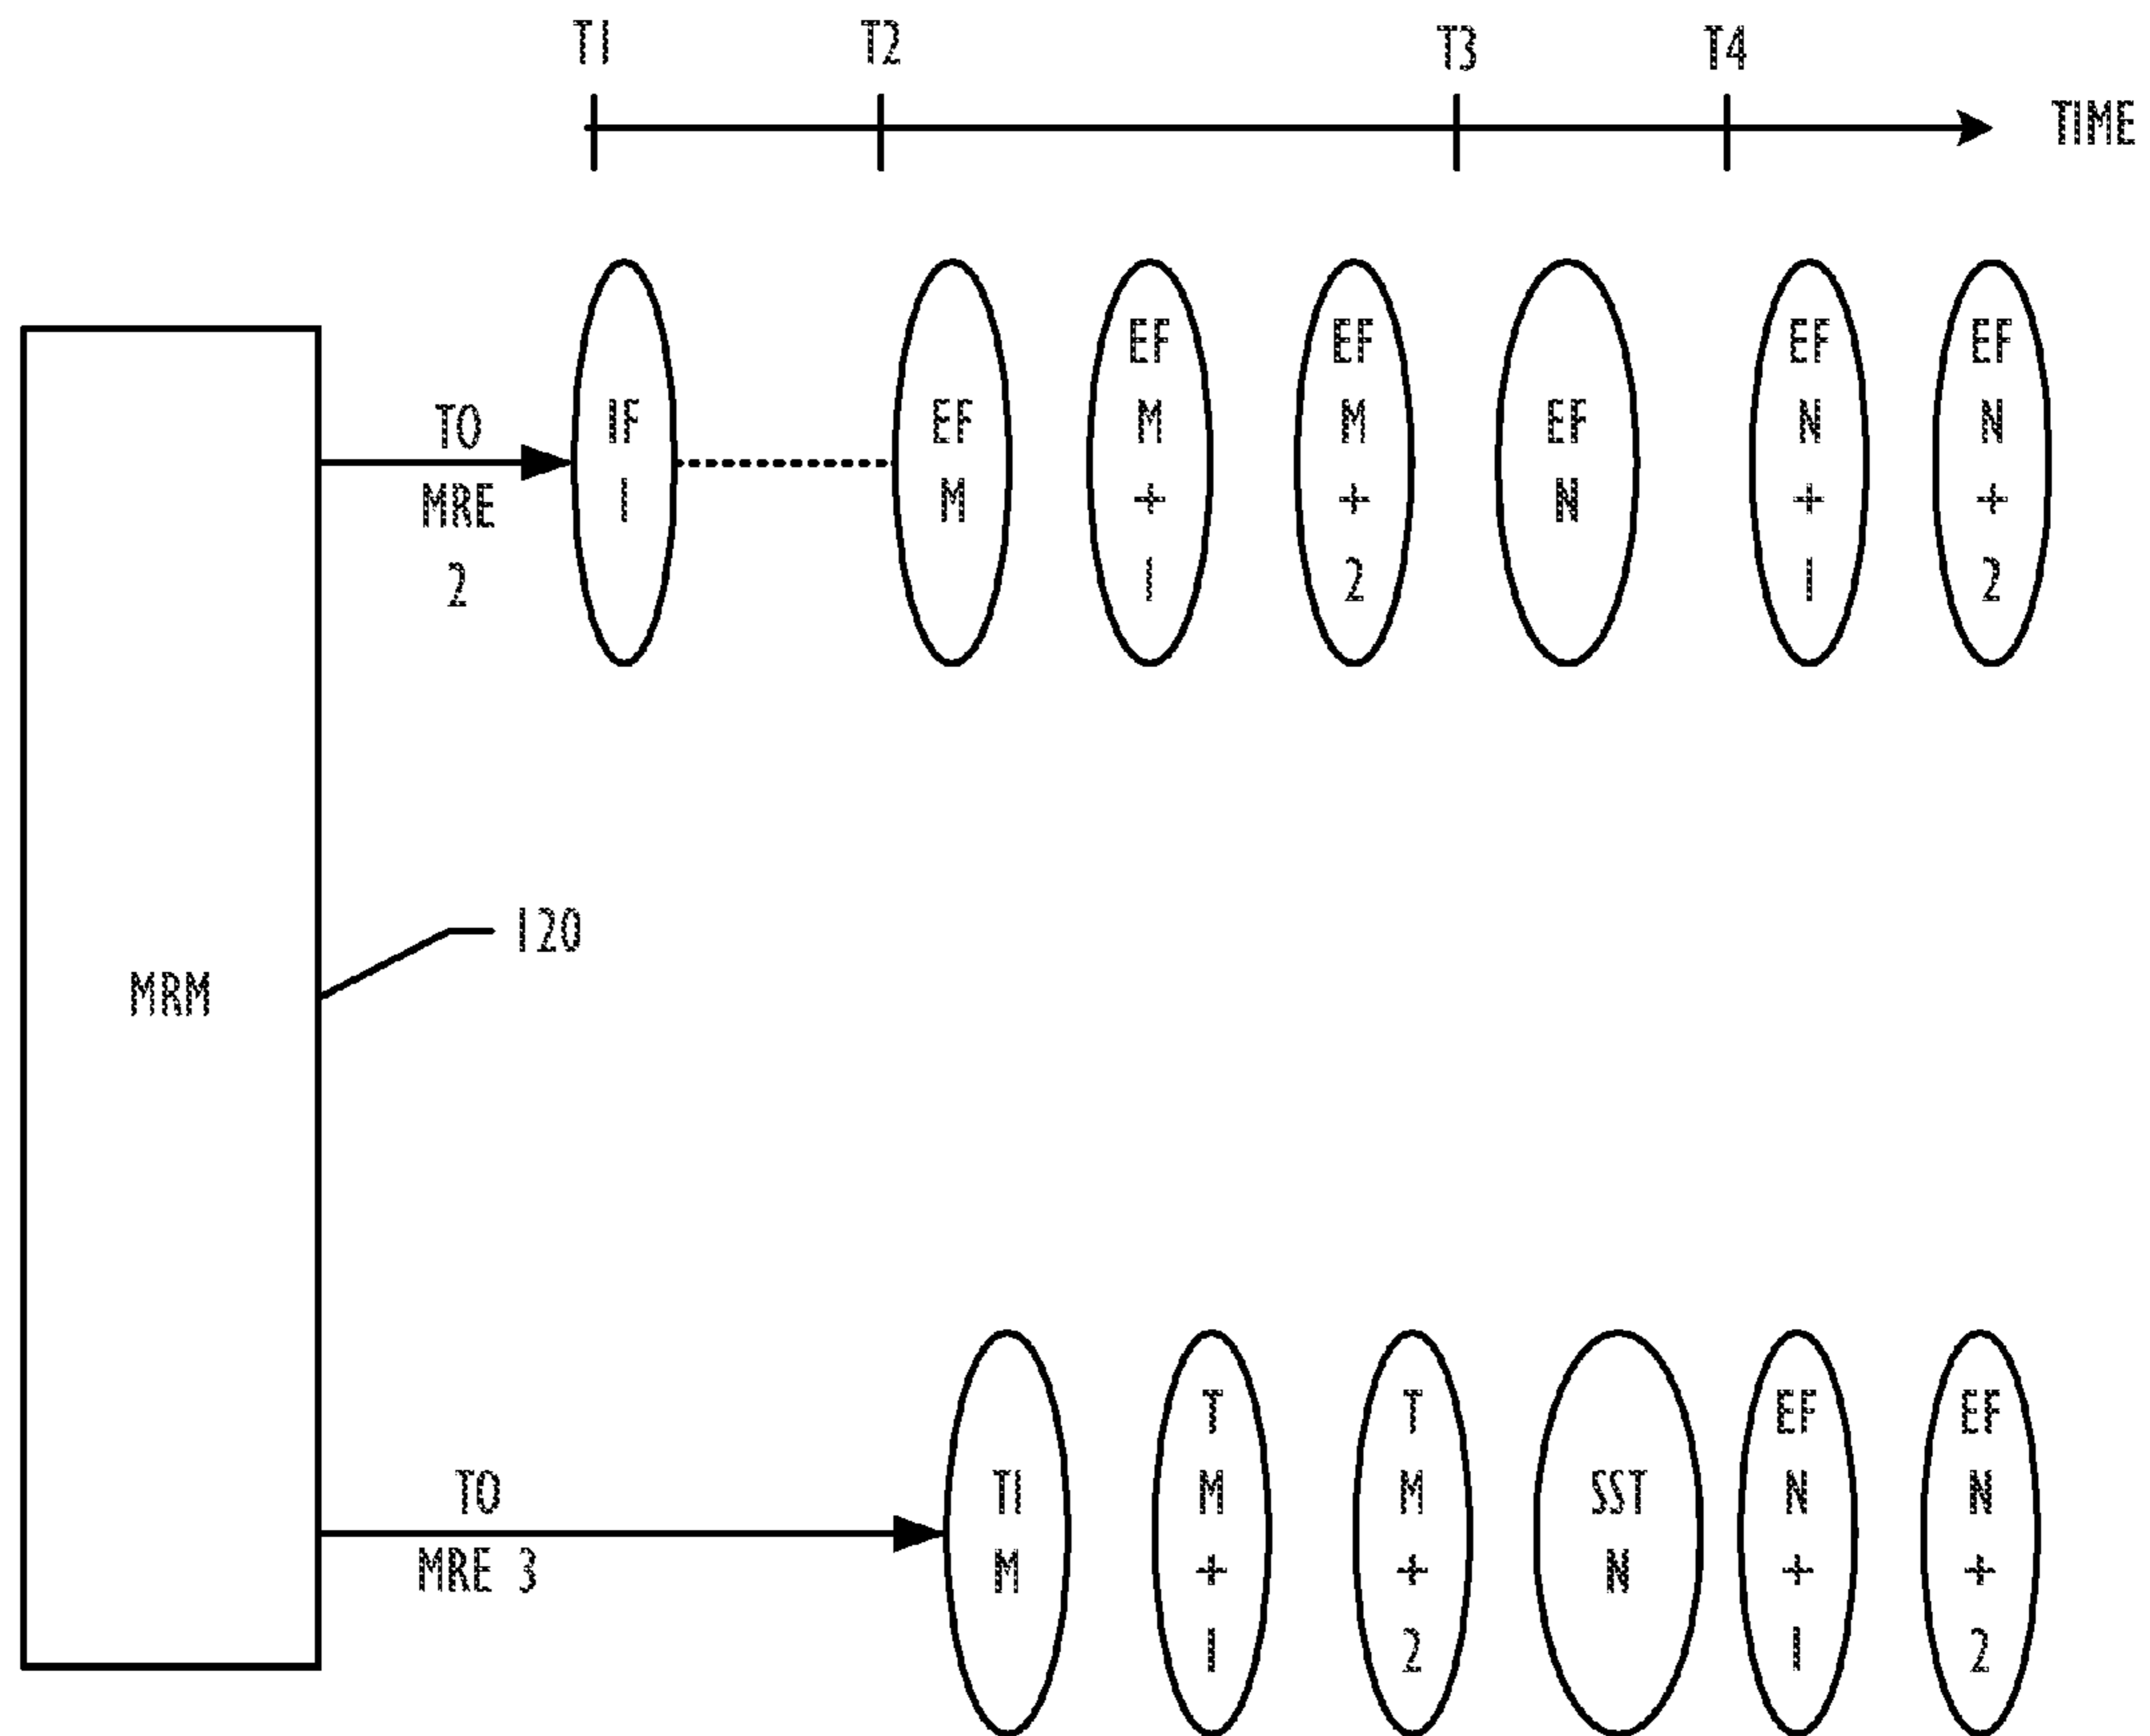 T1 T2 T3 T4
TIME
TO
MRE
2
IF
1
EF
M
EF
M
+
1
EF
M
+
2
EF
N
EF
N
+
1
EF
N
+
2
MRM
120
TO
MRE 3
TI
M
T
M
+
1
T
M
+
2
SST
N
EF
N
+
1
EF
N
+
2